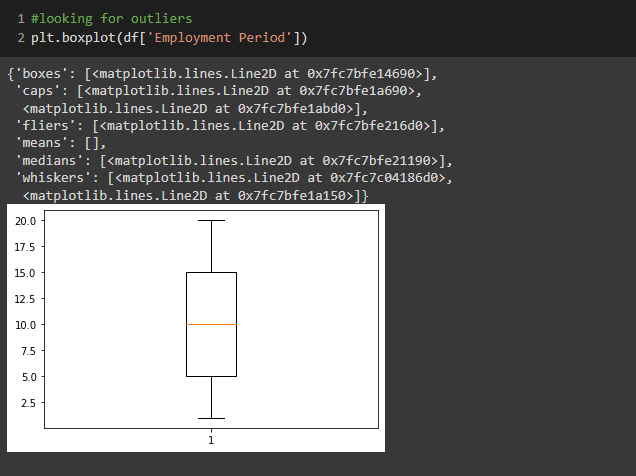 1 #looking for outliers
2 plt.boxplot(df['Employment Period'])
{'boxes': [<matplotlib.lines.Line2D at 0x7fc7bfe14690>],
'caps': [<matplotlib.lines.Line2D at 0x7fc7bfe1a690>,
<matplotlib.lines.Line2D at 0x7fc7bfe1abd0>],
'fliers': [<matplotlib.lines.Line2D at 0x7fc7bfe216d0>],
'means': [],
'medians': [<matplotlib.lines.Line2D at 0x7fc7bfe21190>],
'whiskers': [<matplotlib.lines.Line2D at 0x7fc7c04186d0>,
<matplotlib.lines.Line2D at 0x7fc7bfe1a150>]}
20.0
17.5
15.0
12.5
10.0
7.5
5.0
2.5
1